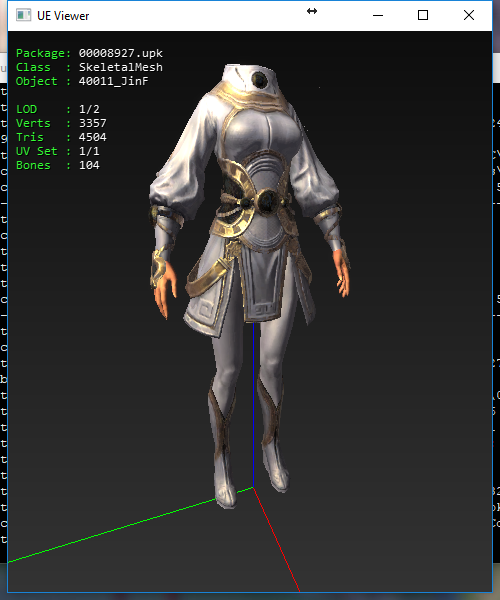 UE Viewer
Package: 00008927.upk
Class  : SkeletalMesh
Object : 40011_JinF
LOD    : 1/2
Verts  : 3357
Tris   : 4504
UV Set : 1/1
Bones  : 104